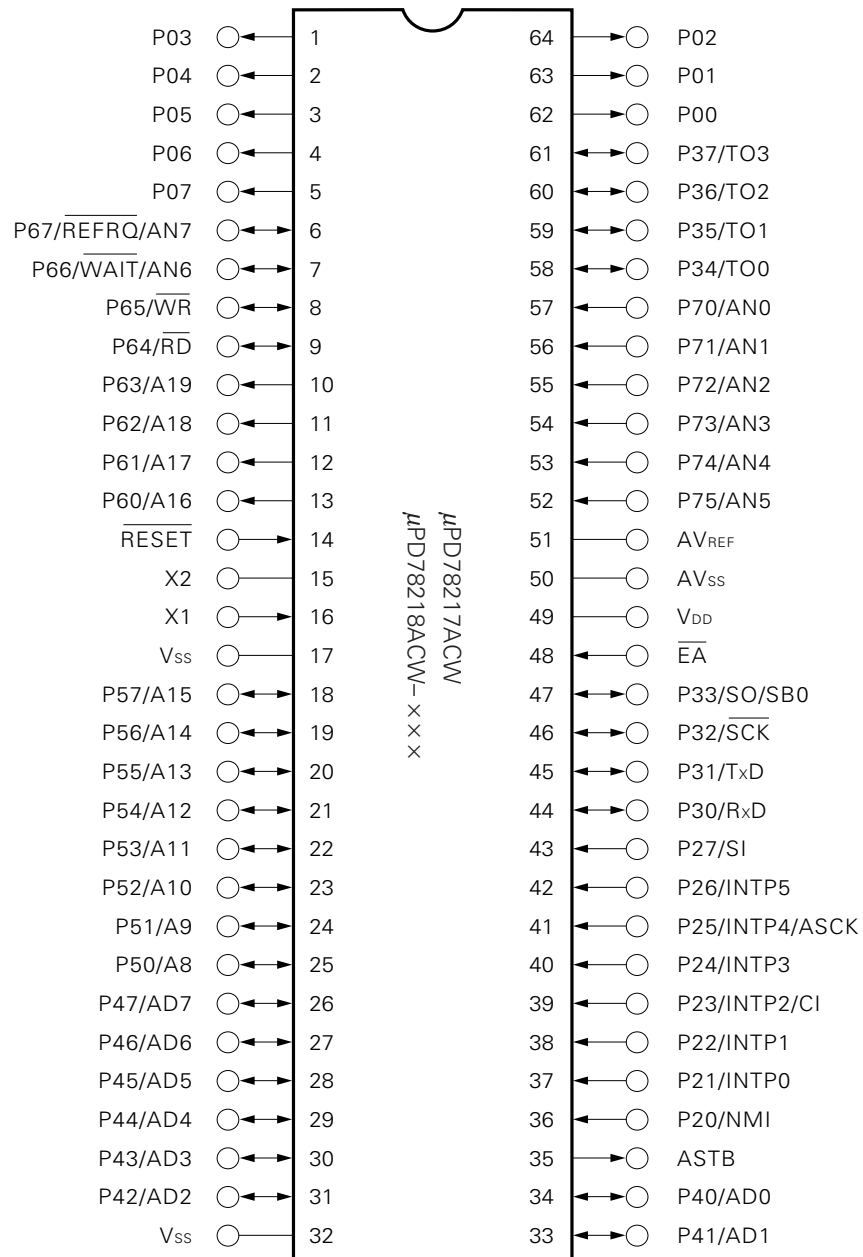 P03 1 64 P02
P04 2 63 P01
P05 3 62 P00
P06 4 61 P37/TO3
P07 5 60 P36/TO2
P67/REFRQ/AN7 6 59 P35/TO1
P66/WAIT/AN6 7 58 P34/TO0
P65/WR 8 57 P70/AN0
P64/RD 9 56 P71/AN1
P63/A19 10 55 P72/AN2
P62/A18 11 54 P73/AN3
P61/A17 12 53 P74/AN4
P60/A16 13 52 P75/AN5
RESET 14 51 AVREF
X2 15 50 AVSS
X1 16 49 VDD
VSS 17 48 EA
P57/A15 18 47 P33/SO/SB0
P56/A14 19 46 P32/SCK
P55/A13 20 45 P31/TxD
P54/A12 21 44 P30/RxD
P53/A11 22 43 P27/SI
P52/A10 23 42 P26/INTP5
P51/A9 24 41 P25/INTP4/ASCK
P50/A8 25 40 P24/INTP3
P47/AD7 26 39 P23/INTP2/CI
P46/AD6 27 38 P22/INTP1
P45/AD5 28 37 P21/INTP0
P44/AD4 29 36 P20/NMI
P43/AD3 30 35 ASTB
P42/AD2 31 34 P40/AD0
VSS 32 33 P41/AD1
μPD78217ACW
μPD78218ACW–×××